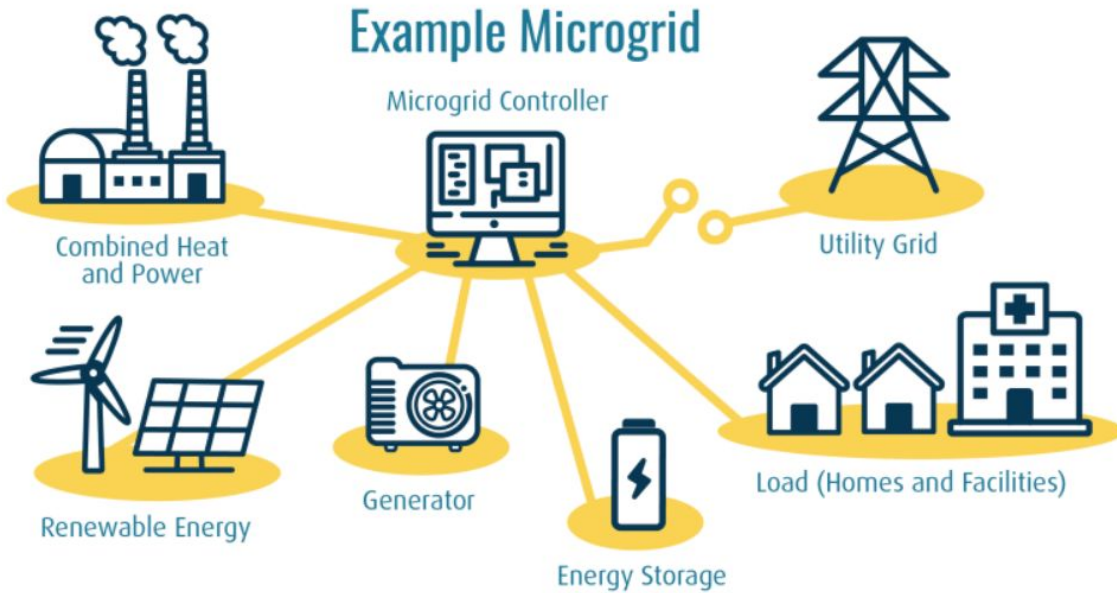 Example Microgrid
Microgrid Controller
Combined Heat
and Power
Utility Grid
Renewable Energy
Generator
Energy Storage
Load (Homes and Facilities)